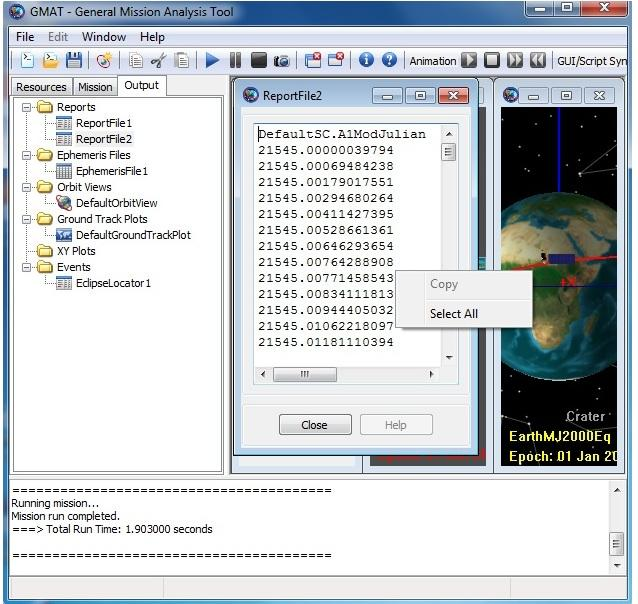 GMAT - General Mission Analysis Tool
File Edit Window Help
Animation GUI/Script Syn
Resources Mission Output
Reports
ReportFile1
ReportFile2
Ephemeris Files
EphemerisFile1
Orbit Views
DefaultOrbitView
Ground Track Plots
DefaultGroundTrackPlot
XY Plots
Events
EclipseLocator1
ReportFile2
DefaultSC.A1ModJulian
21545.00000039794
21545.00069484238
21545.00179017551
21545.00294680264
21545.00411427395
21545.00528661361
21545.00646293654
21545.00764288908
21545.00771458543
21545.00834111813
21545.00944405032
21545.01062218097
21545.01181110394
Copy
Select All
Close Help
Crater
EarthMJ2000Eq
Epoch: 01 Jan 20
========================================
Running mission...
Mission run completed.
===> Total Run Time: 1.903000 seconds
========================================